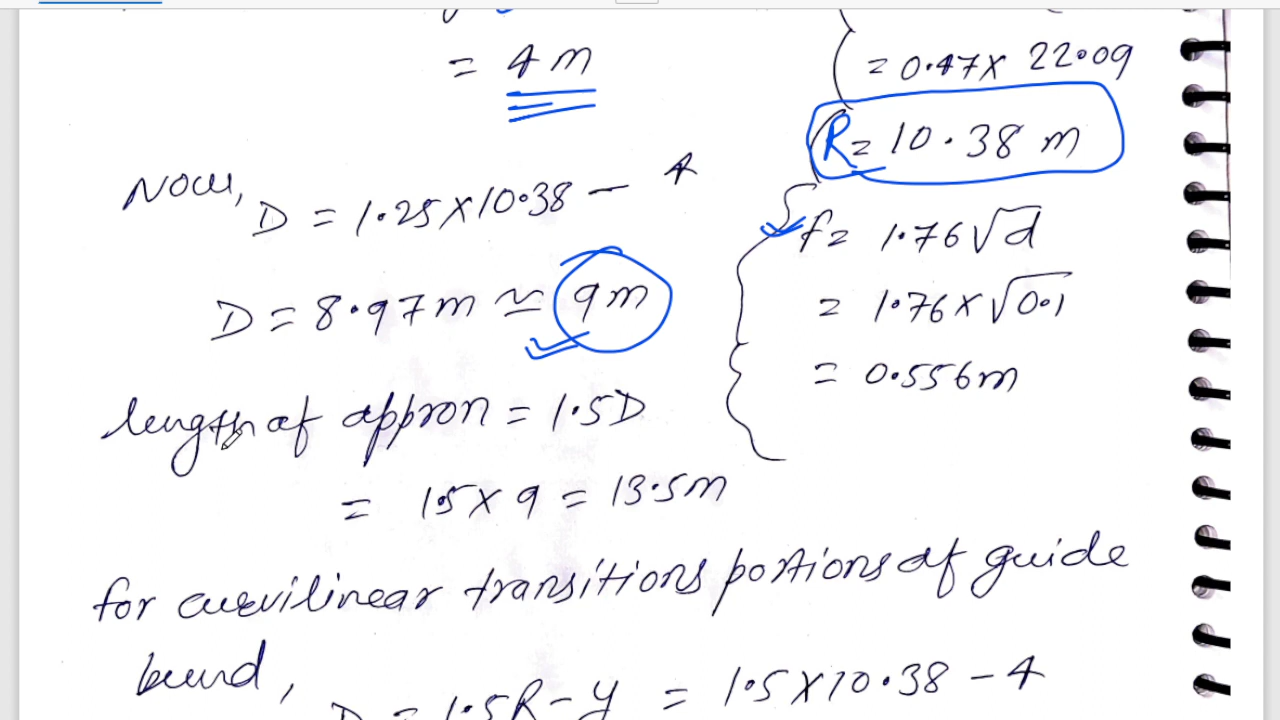 = 4 m
Now, D = 1.25 × 10.38 - 4
D = 8.97 m ≃ 9 m
length of appron = 1.5D
= 1.5 × 9 = 13.5 m
= 0.47 × 22.09
R = 10.38 m
f = 1.76 √d
= 1.76 × √0.1
= 0.556 m
for curvilinear transitions portions of guide
bund,
D = 1.5R - y = 1.5 × 10.38 - 4